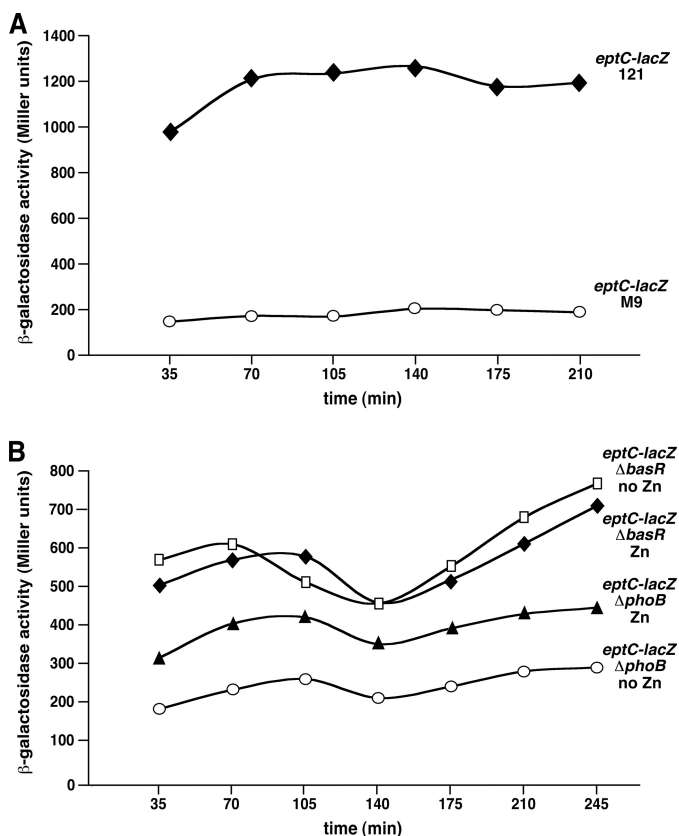 A
β-galactosidase activity (Miller units)
1400
1200
1000
800
600
400
200
0
35 70 105 140 175 210
time (min)
eptC-lacZ
121
eptC-lacZ
M9
B
β-galactosidase activity (Miller units)
800
700
600
500
400
300
200
100
0
35 70 105 140 175 210 245
time (min)
eptC-lacZ
ΔbasR
no Zn
eptC-lacZ
ΔbasR
Zn
eptC-lacZ
ΔphoB
Zn
eptC-lacZ
ΔphoB
no Zn